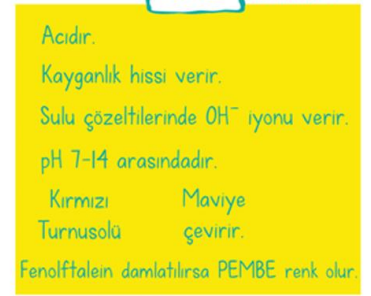 Acıdır.
Kayganlık hissi verir.
Sulu çözeltilerinde OH⁻ iyonu verir.
pH 7-14 arasındadır.
Kırmızı Maviye
Turnusolü çevirir.
Fenolftalein damlatılırsa PEMBE renk olur.